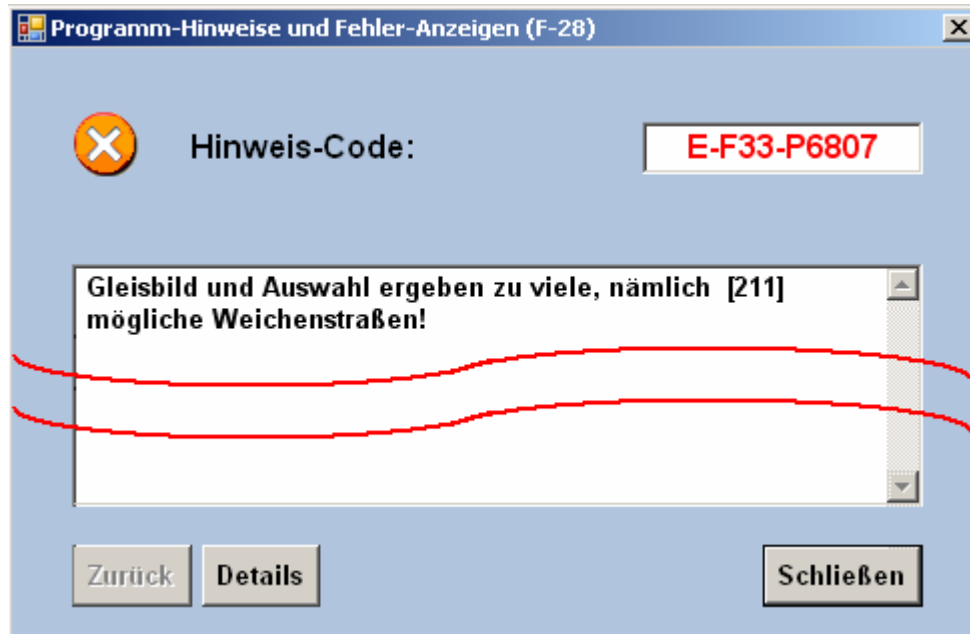 Programm-Hinweise und Fehler-Anzeigen (F-28)
Hinweis-Code:
E-F33-P6807
Gleisbild und Auswahl ergeben zu viele, nämlich [211]
mögliche Weichenstraßen!
Zurück
Details
Schließen